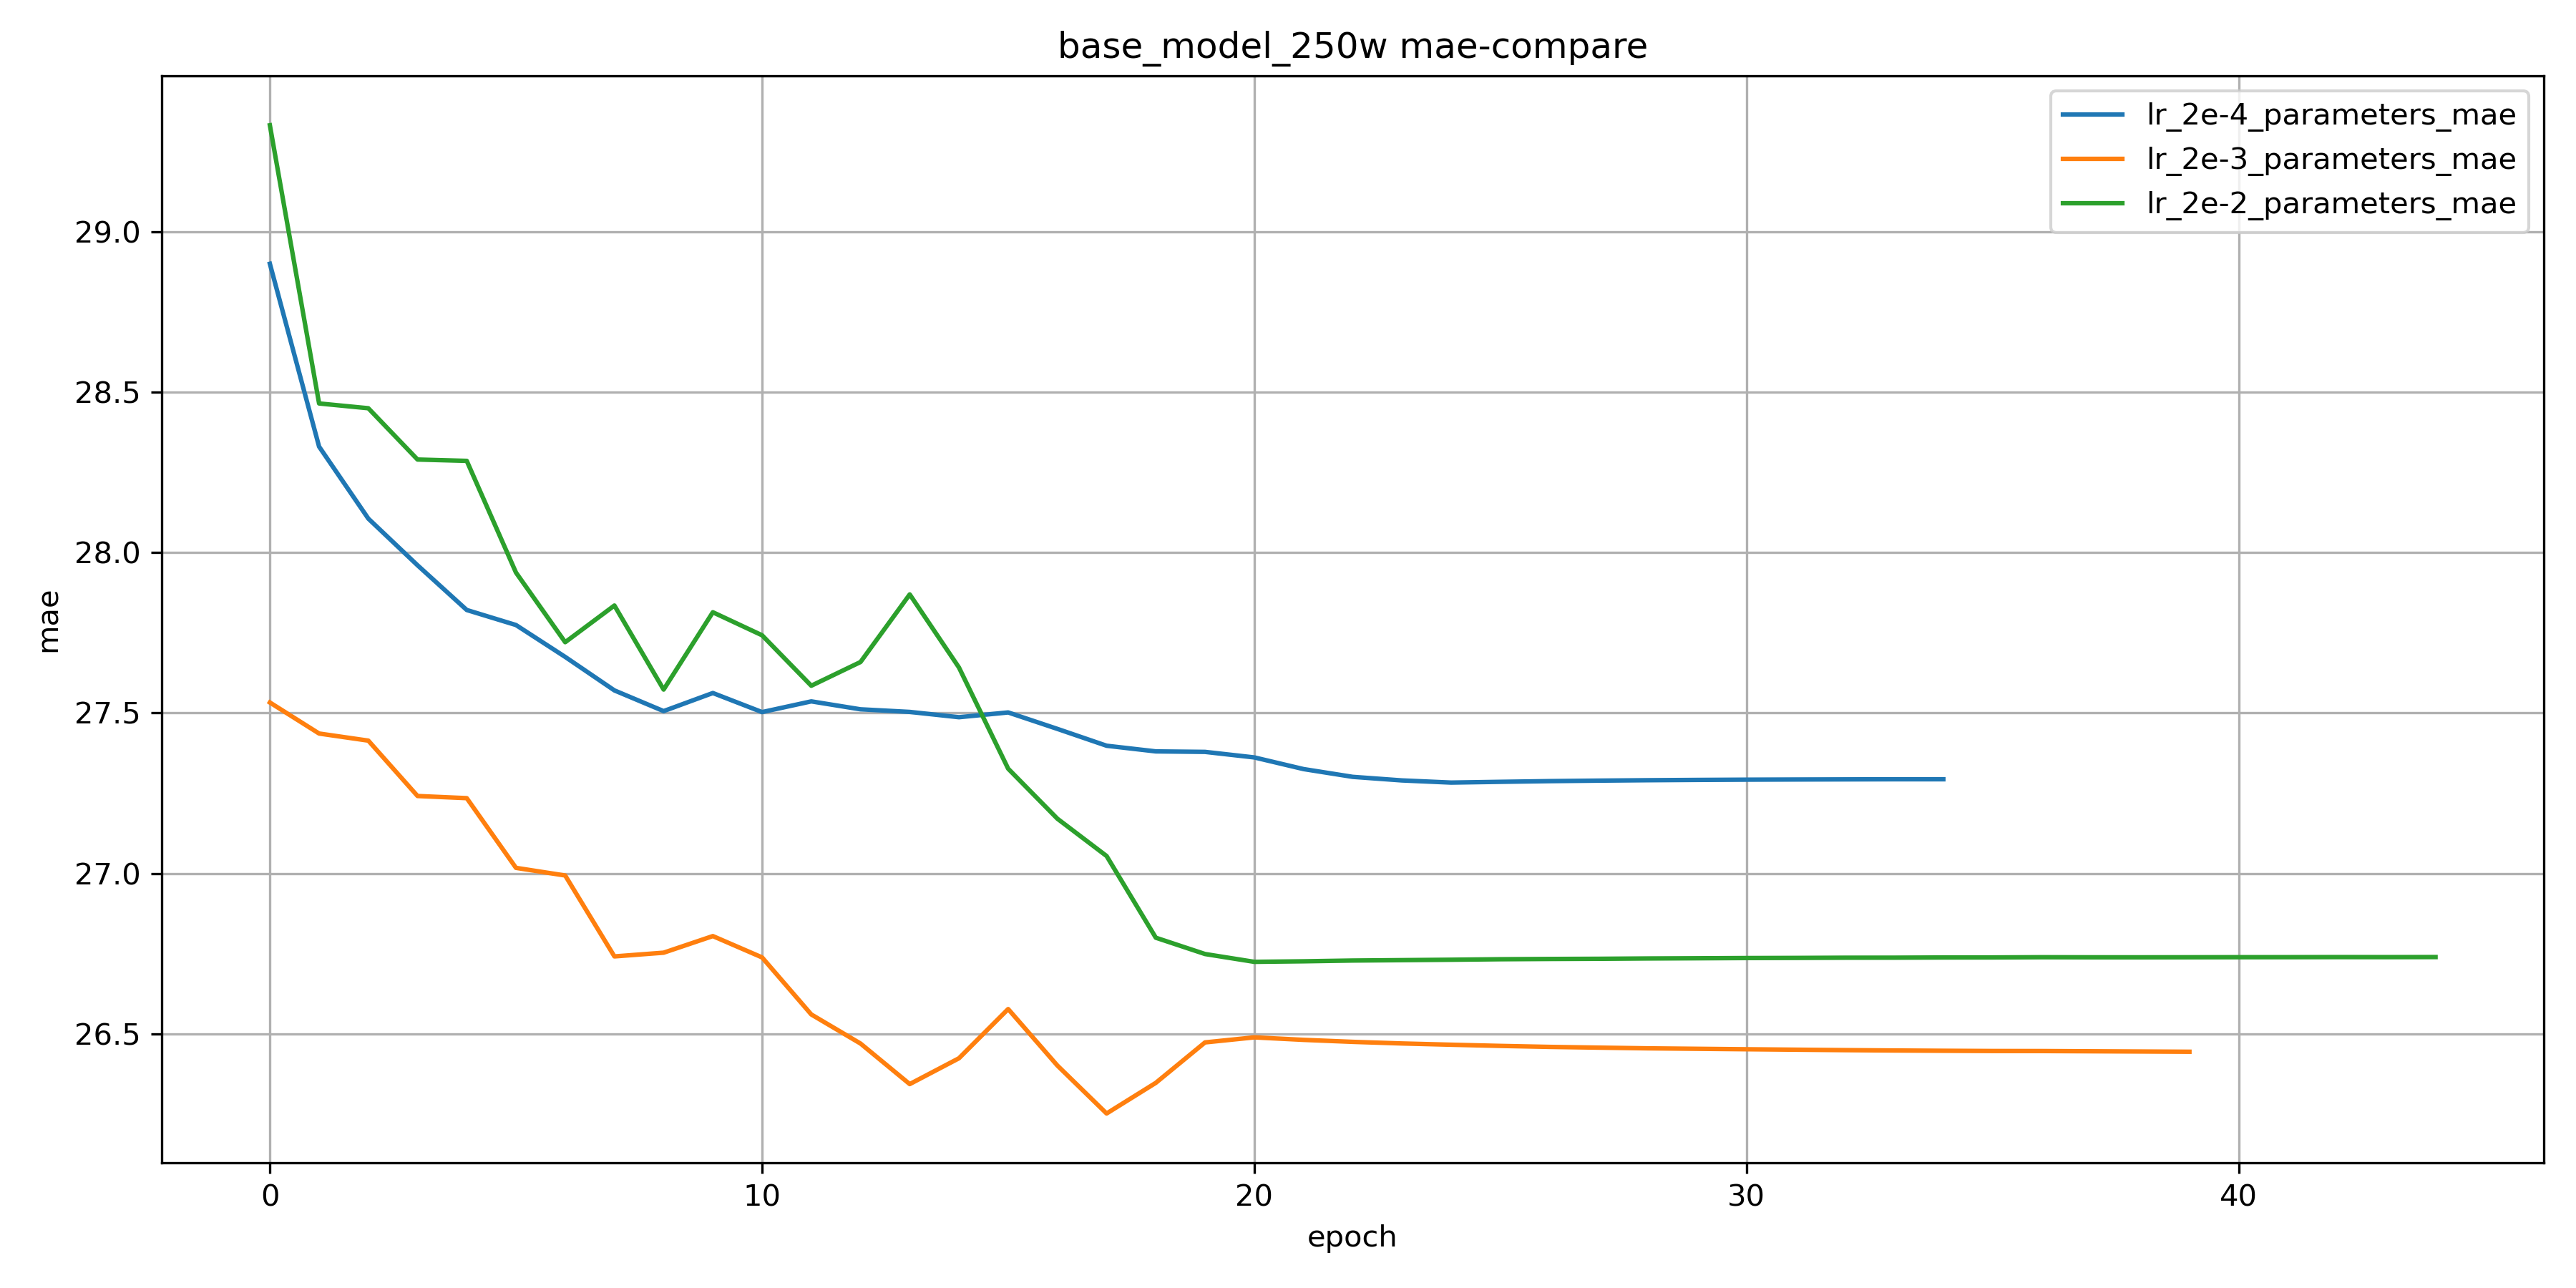 base_model_250w mae-compare
lr_2e-4_parameters_mae
lr_2e-3_parameters_mae
lr_2e-2_parameters_mae
29.0
28.5
28.0
27.5
27.0
26.5
mae
0 10 20 30 40
epoch